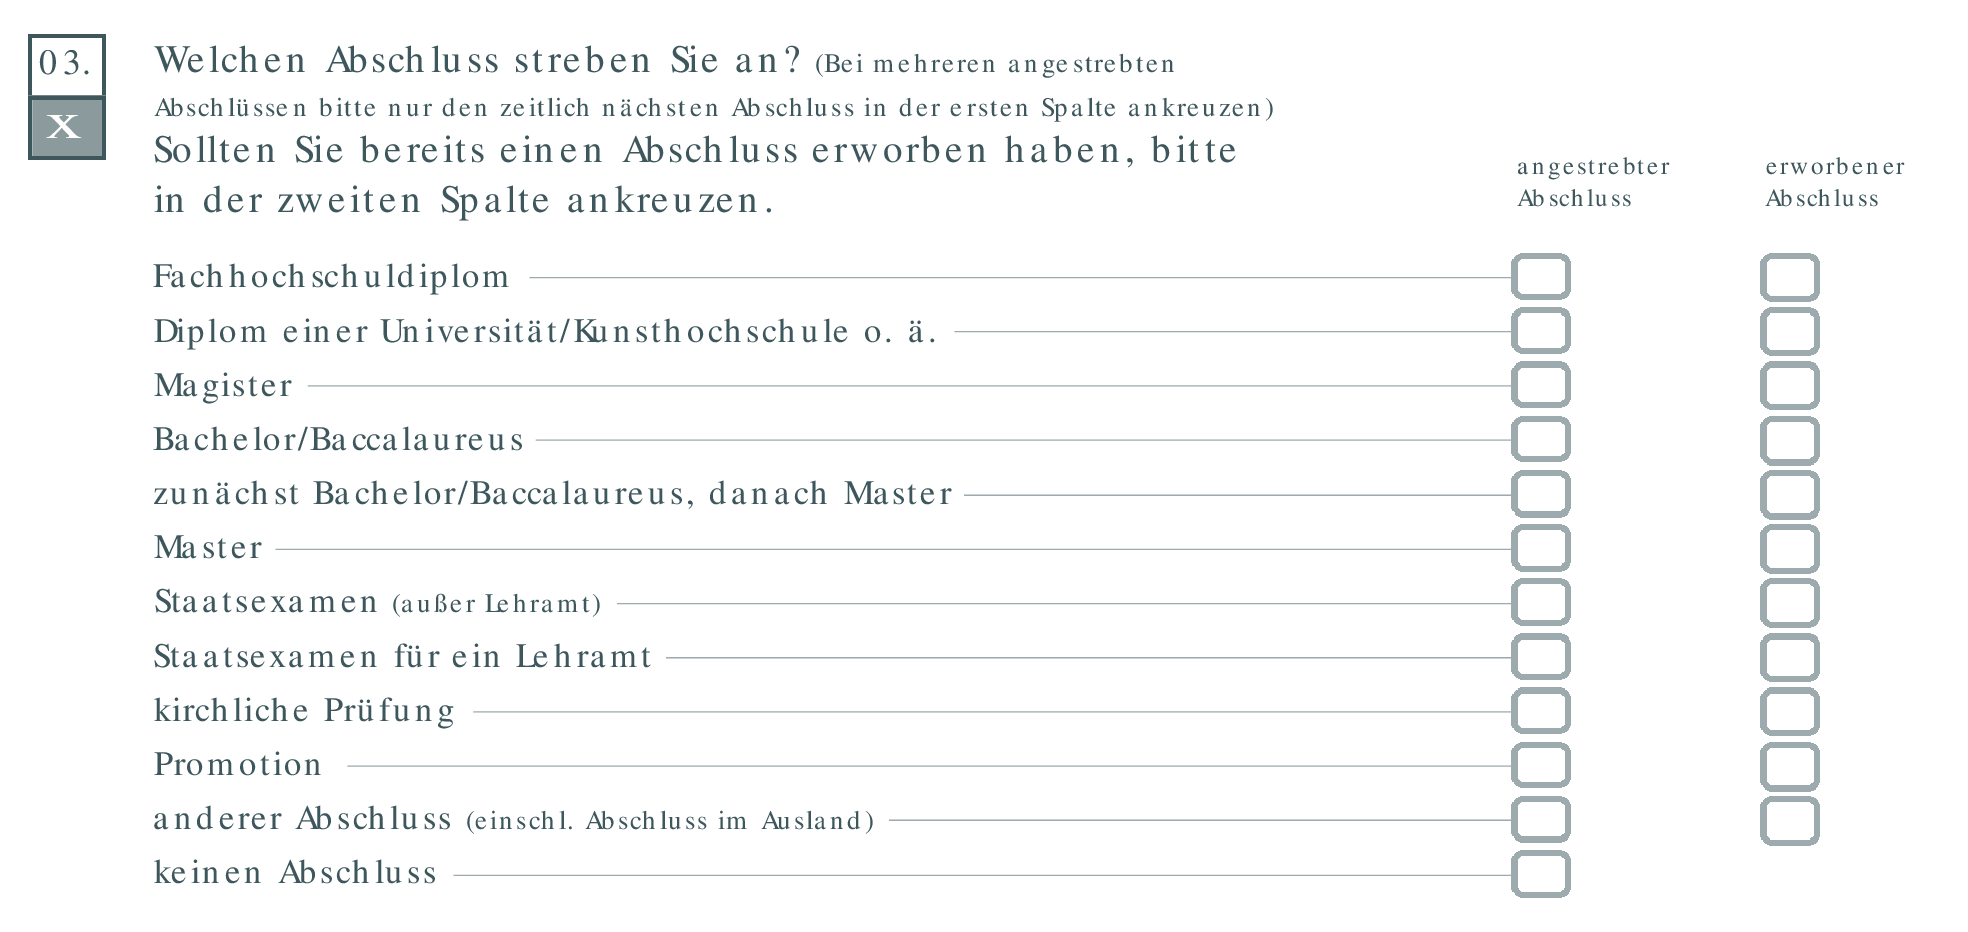 03. Welchen Abschluss streben Sie an? (Bei mehreren angestrebten
Abschlüssen bitte nur den zeitlich nächsten Abschluss in der ersten Spalte ankreuzen)
X
Sollten Sie bereits einen Abschluss erworben haben, bitte
in der zweiten Spalte ankreuzen.
angestrebter
Abschluss
erworbener
Abschluss
Fachhochschuldiplom
Diplom einer Universität/Kunsthochschule o. ä.
Magister
Bachelor/Baccalaureus
zunächst Bachelor/Baccalaureus, danach Master
Master
Staatsexamen (außer Lehramt)
Staatsexamen für ein Lehramt
kirchliche Prüfung
Promotion
anderer Abschluss (einschl. Abschluss im Ausland)
keinen Abschluss